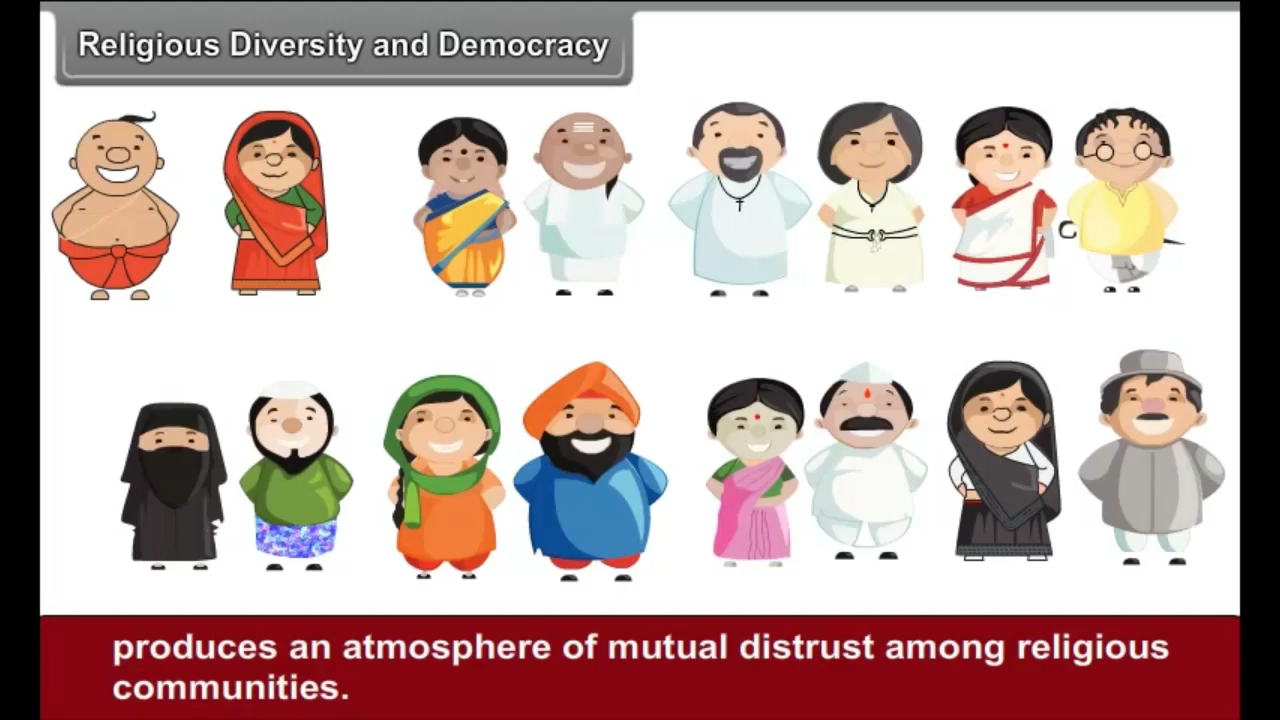 Religious Diversity and Democracy
produces an atmosphere of mutual distrust among religious
communities.